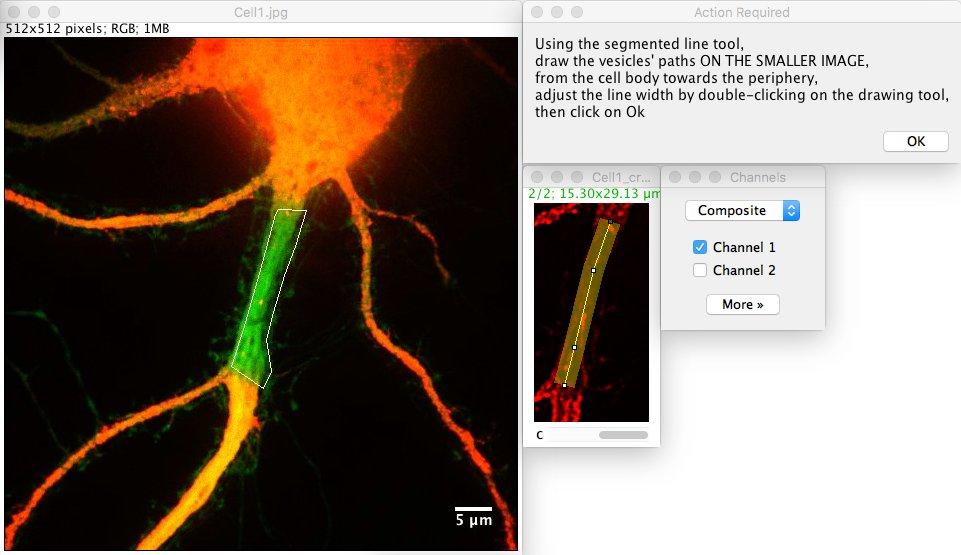 Cell1.jpg
512x512 pixels; RGB; 1MB
5 µm
Action Required
Using the segmented line tool,
draw the vesicles' paths ON THE SMALLER IMAGE,
from the cell body towards the periphery,
adjust the line width by double-clicking on the drawing tool,
then click on Ok
OK
Cell1_cr...
2/2; 15.30x29.13 µm
c
Channels
Composite
Channel 1
Channel 2
More »